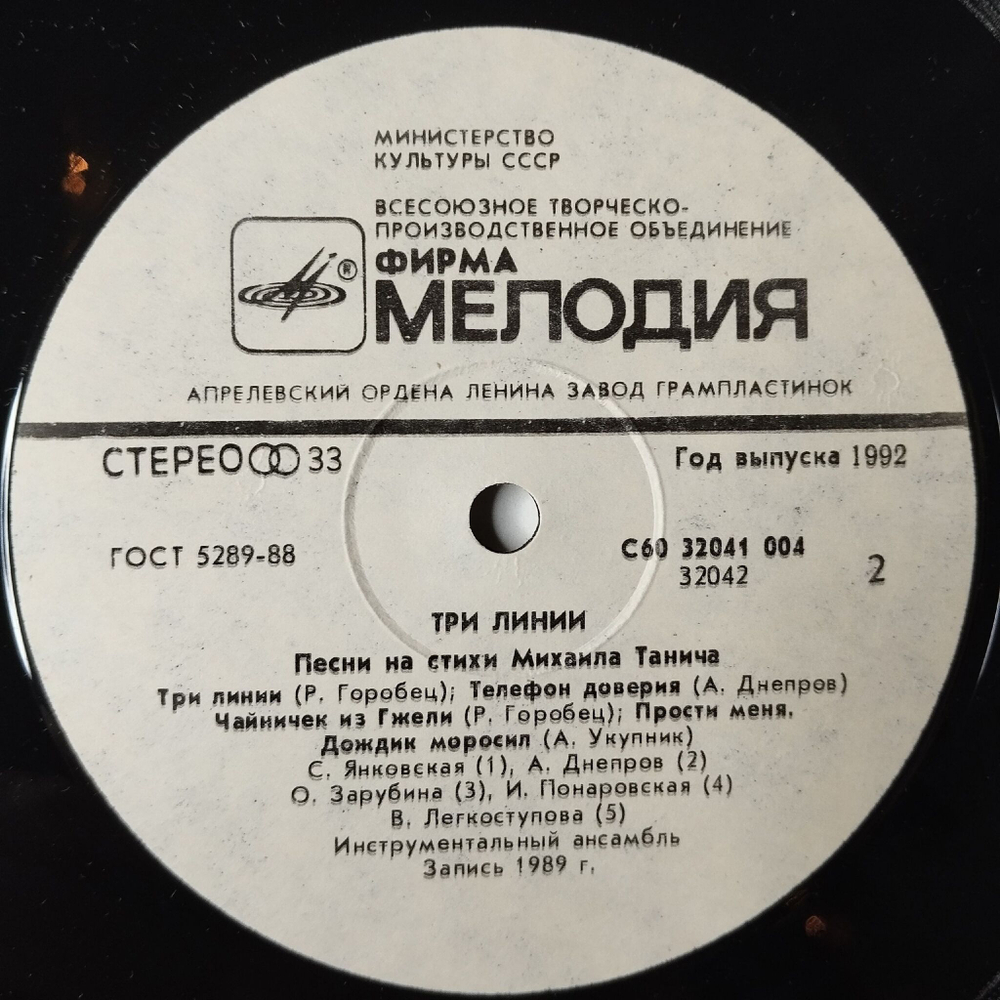 МИНИСТЕРСТВО
КУЛЬТУРЫ СССР
ВСЕСОЮЗНОЕ ТВОРЧЕСКО-
ПРОИЗВОДСТВЕННОЕ ОБЪЕДИНЕНИЕ
ФИРМА
® МЕЛОДИЯ
АПРЕЛЕВСКИЙ ОРДЕНА ЛЕНИНА ЗАВОД ГРАМПЛАСТИНОК
СТЕРЕО 33 Год выпуска 1992
ГОСТ 5289-88 С60 32041 004
32042 2
ТРИ ЛИНИИ
Песни на стихи Михаила Танича
Три линии (Р. Горобец); Телефон доверия (А. Днепров)
Чайничек из Гжели (Р. Горобец); Прости меня.
Дождик моросил (А. Укупник)
С. Янковская (1), А. Днепров (2)
О. Зарубина (3), И. Понаровская (4)
В. Легкоступова (5)
Инструментальный ансамбль
Запись 1989 г.